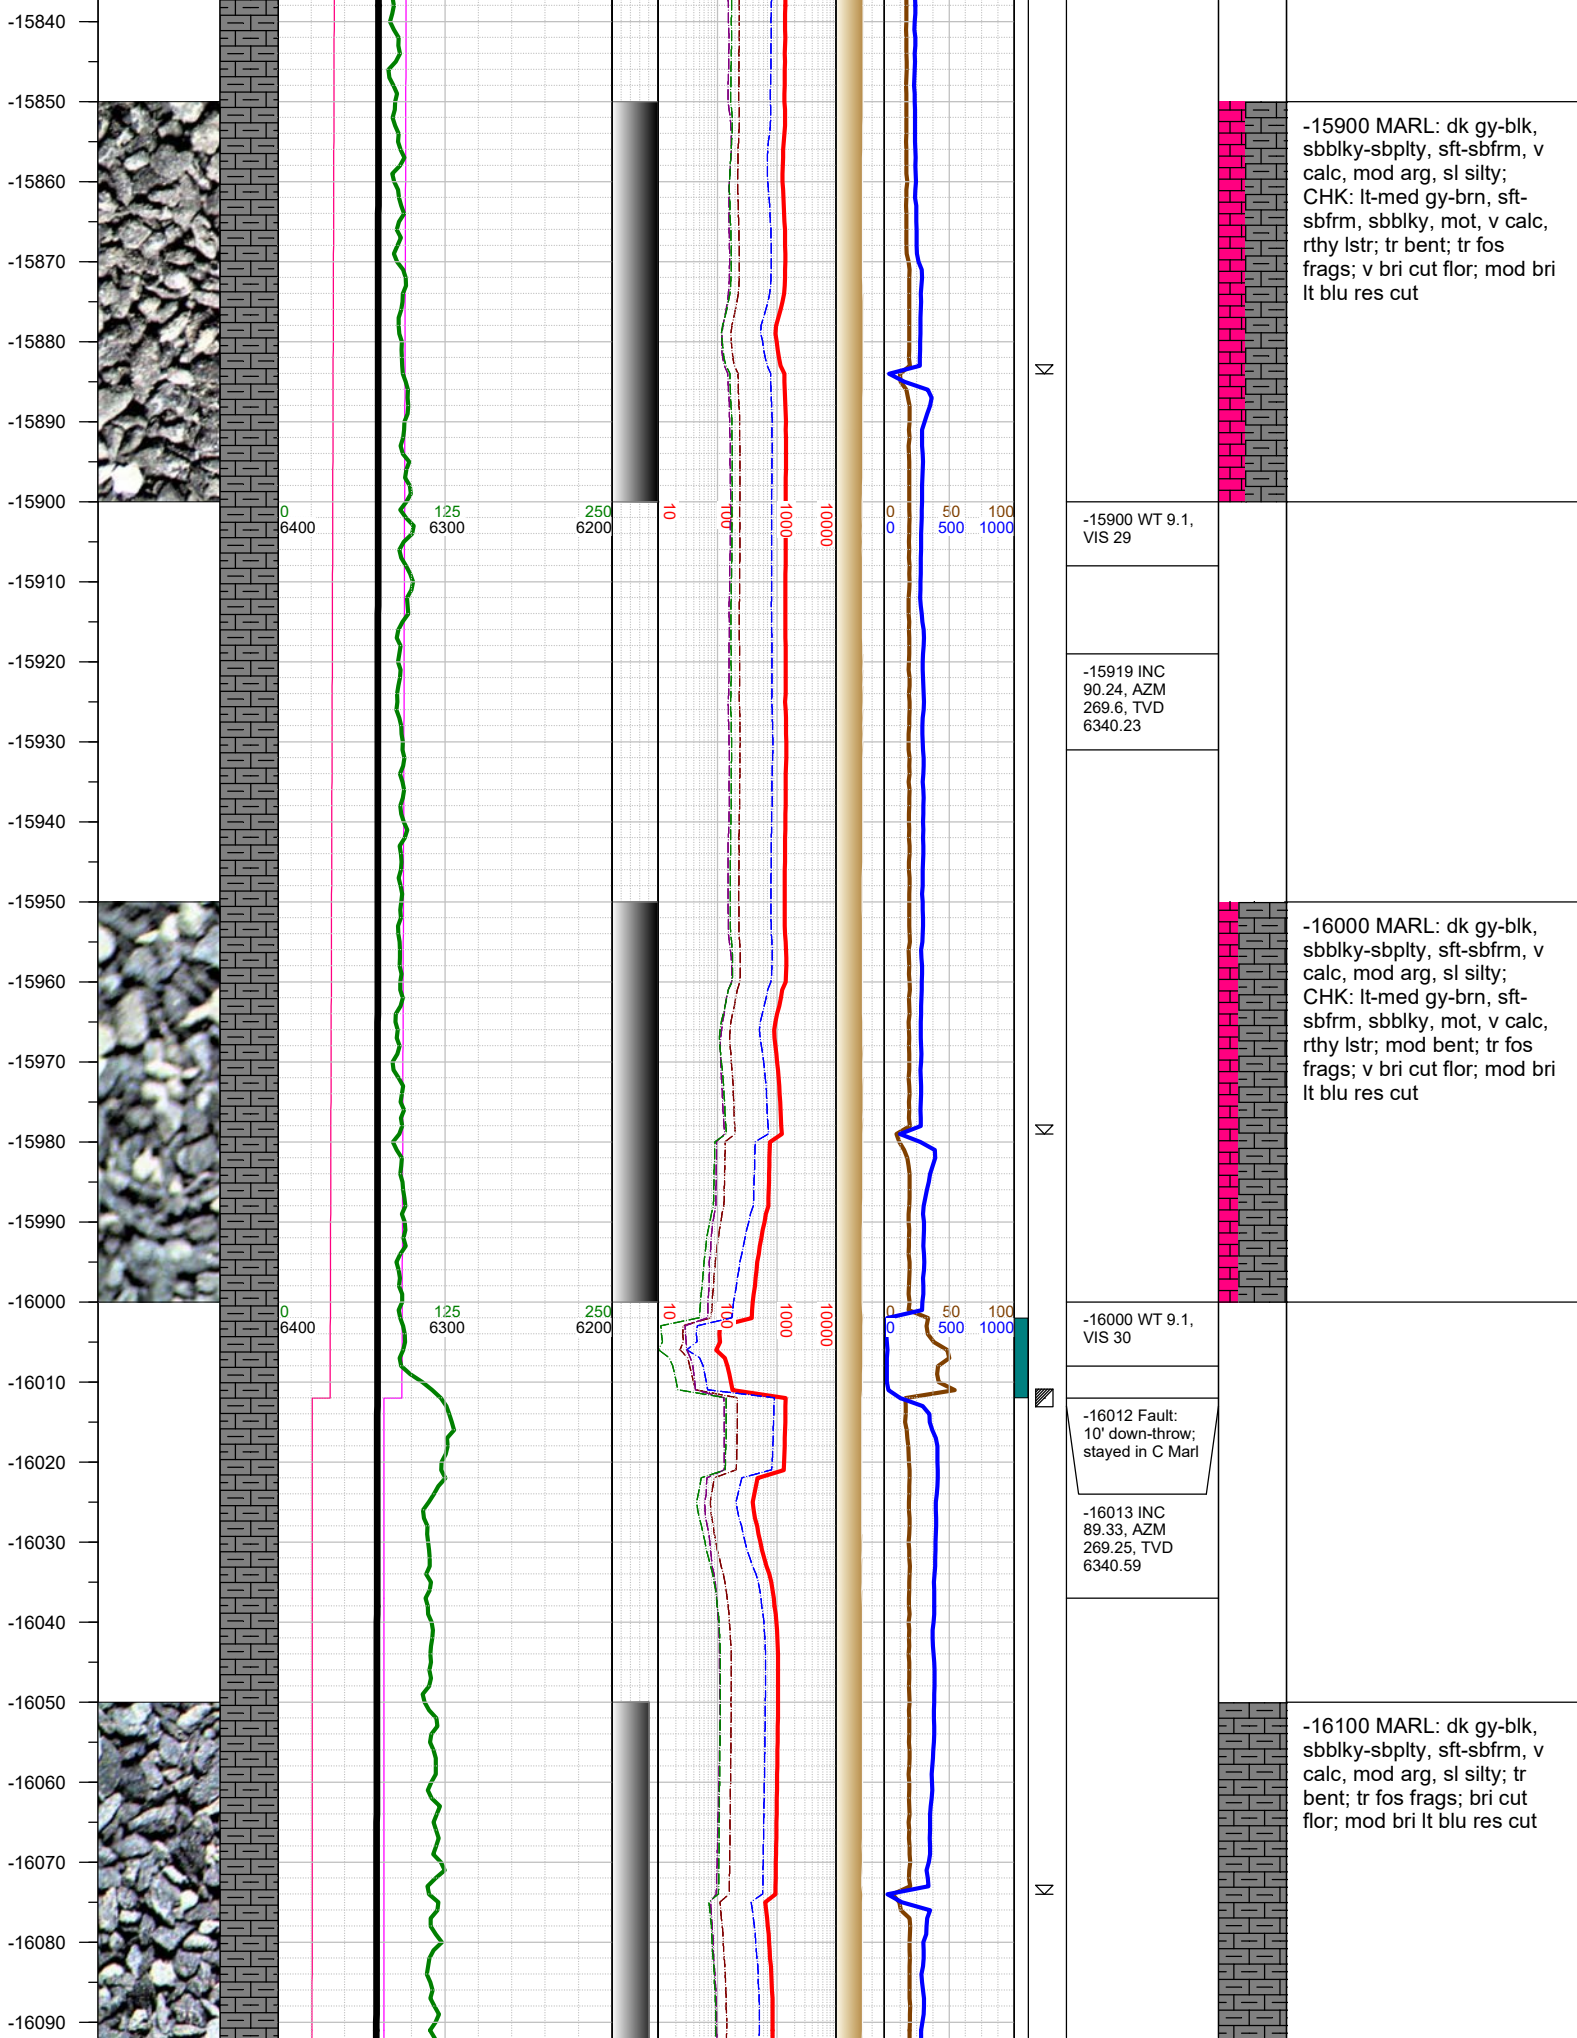 -15840
-15850
-15860
-15870
-15880
-15890
-15900
-15910
-15920
-15930
-15940
-15950
-15960
-15970
-15980
-15990
-16000
-16010
-16020
-16030
-16040
-16050
-16060
-16070
-16080
-16090
0 125 250
6400 6300 6200
10 100 1000 10000
0 50 100
0 500 1000
0 125 250
6400 6300 6200
10 100 1000 10000
0 50 100
0 500 1000
-15900 WT 9.1,
VIS 29
-15919 INC
90.24, AZM
269.6, TVD
6340.23
-16000 WT 9.1,
VIS 30
-16012 Fault:
10' down-throw;
stayed in C Marl
-16013 INC
89.33, AZM
269.25, TVD
6340.59
-15900 MARL: dk gy-blk,
sbblky-sbplty, sft-sbfrm, v
calc, mod arg, sl silty;
CHK: lt-med gy-brn, sft-
sbfrm, sbblky, mot, v calc,
rthy lstr; tr bent; tr fos
frags; v bri cut flor; mod bri
lt blu res cut
-16000 MARL: dk gy-blk,
sbblky-sbplty, sft-sbfrm, v
calc, mod arg, sl silty;
CHK: lt-med gy-brn, sft-
sbfrm, sbblky, mot, v calc,
rthy lstr; mod bent; tr fos
frags; v bri cut flor; mod bri
lt blu res cut
-16100 MARL: dk gy-blk,
sbblky-sbplty, sft-sbfrm, v
calc, mod arg, sl silty; tr
bent; tr fos frags; bri cut
flor; mod bri lt blu res cut